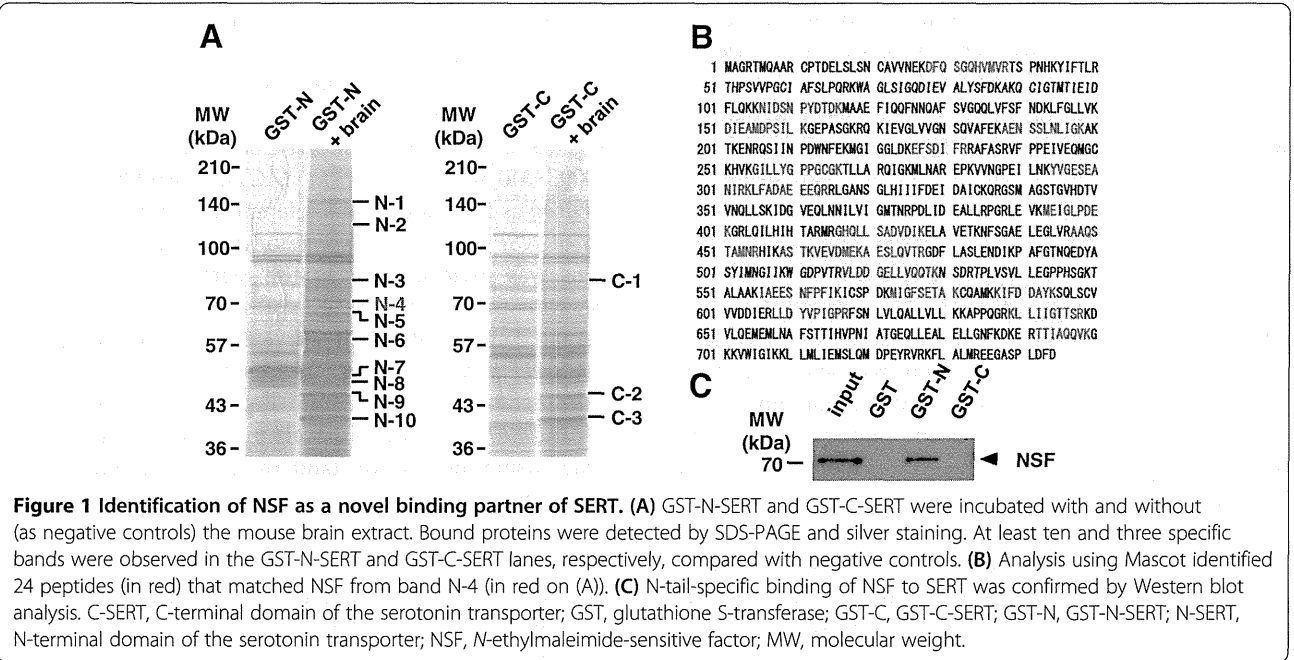 A
MW
(kDa)
GST-N
GST-N
+ brain
210
140
100
70
57
43
36
N-1
N-2
N-3
N-4
N-5
N-6
N-7
N-8
N-9
N-10
MW
(kDa)
GST-C
GST-C
+ brain
210
140
100
70
57
43
36
C-1
C-2
C-3
B
1 MAGRTMQAAR CPTDELSLSN CAVVNEKDFQ SGQHVMVRTS PNHKYIFTLR
51 THPSVVPGCI AFSLPQRKWA GLSIGQDIEV ALYSFDKAKQ CIGTMTIEID
101 FLQKKNIDSN PYDTDKMAAE FIQQFNNQAF SVGQQLVFSF NDKLFGLLVK
151 DIEAMDPSIL KGEPASGKRQ KIEVGLVVGN SQVAFEKAEN SSLNLIGKAK
201 TKENRQSIIN PDWNFEKMGI GGLDKEFSDI FRRAFASRVF PPEIVEQMGC
251 KHVKGILLYG PPGCGKTLLA RQIGKMLNAR EPKVVNGPEI LNKYVGESEA
301 NIRKLFADAE EEQRRLGANS GLHIIIFDEI DAICKQRGSM AGSTGVHDTV
351 VNQLLSKIDG VEQLNNILVI GMTNRPDLID EALLRPGRLE VKMEIGLPDE
401 KGRLQILHIH TARMRGHQLL SADVDIKELA VETKNFSGAE LEGLVRAAQS
451 TAMNRHIKAS TKVEVDMEKA ESLQVTRGDF LASLENDIKP AFGTNQEDYA
501 SYIMNGIIKW GDPVTRVLDD GELLVQQTKN SDRTPLVSVL LEGPPHSGKT
551 ALAAKIAEES NFPFIKICSP DKMIGFSETA KCQAMKKIFD DAYKSQLSCV
601 VVDDIERLLD YVPIGPRFSN LVLQALLVLL KKAPPQGRKL LIIGTTSRKD
651 VLQEMEMLNA FSTTIHVPNI ATGEQLLEAL ELLGNFKDKE RTTIAQQVKG
701 KKVWIGIKKL LMLIEMSLQM DPEYRVRKFL ALMREEGASP LDFD
C
MW
(kDa)
input
GST
GST-N
GST-C
70
NSF
Figure 1 Identification of NSF as a novel binding partner of SERT. (A) GST-N-SERT and GST-C-SERT were incubated with and without
(as negative controls) the mouse brain extract. Bound proteins were detected by SDS-PAGE and silver staining. At least ten and three specific
bands were observed in the GST-N-SERT and GST-C-SERT lanes, respectively, compared with negative controls. (B) Analysis using Mascot identified
24 peptides (in red) that matched NSF from band N-4 (in red on (A)). (C) N-tail-specific binding of NSF to SERT was confirmed by Western blot
analysis. C-SERT, C-terminal domain of the serotonin transporter; GST, glutathione S-transferase; GST-C, GST-C-SERT; GST-N, GST-N-SERT; N-SERT,
N-terminal domain of the serotonin transporter; NSF, N-ethylmaleimide-sensitive factor; MW, molecular weight.